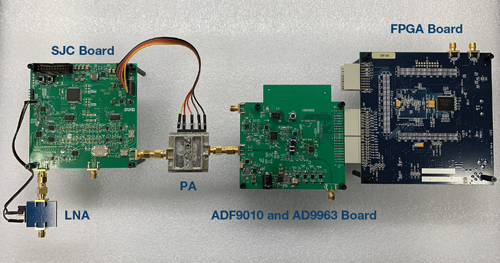 FPGA Board
SJC Board
PA
LNA
ADF9010 and AD9963 Board